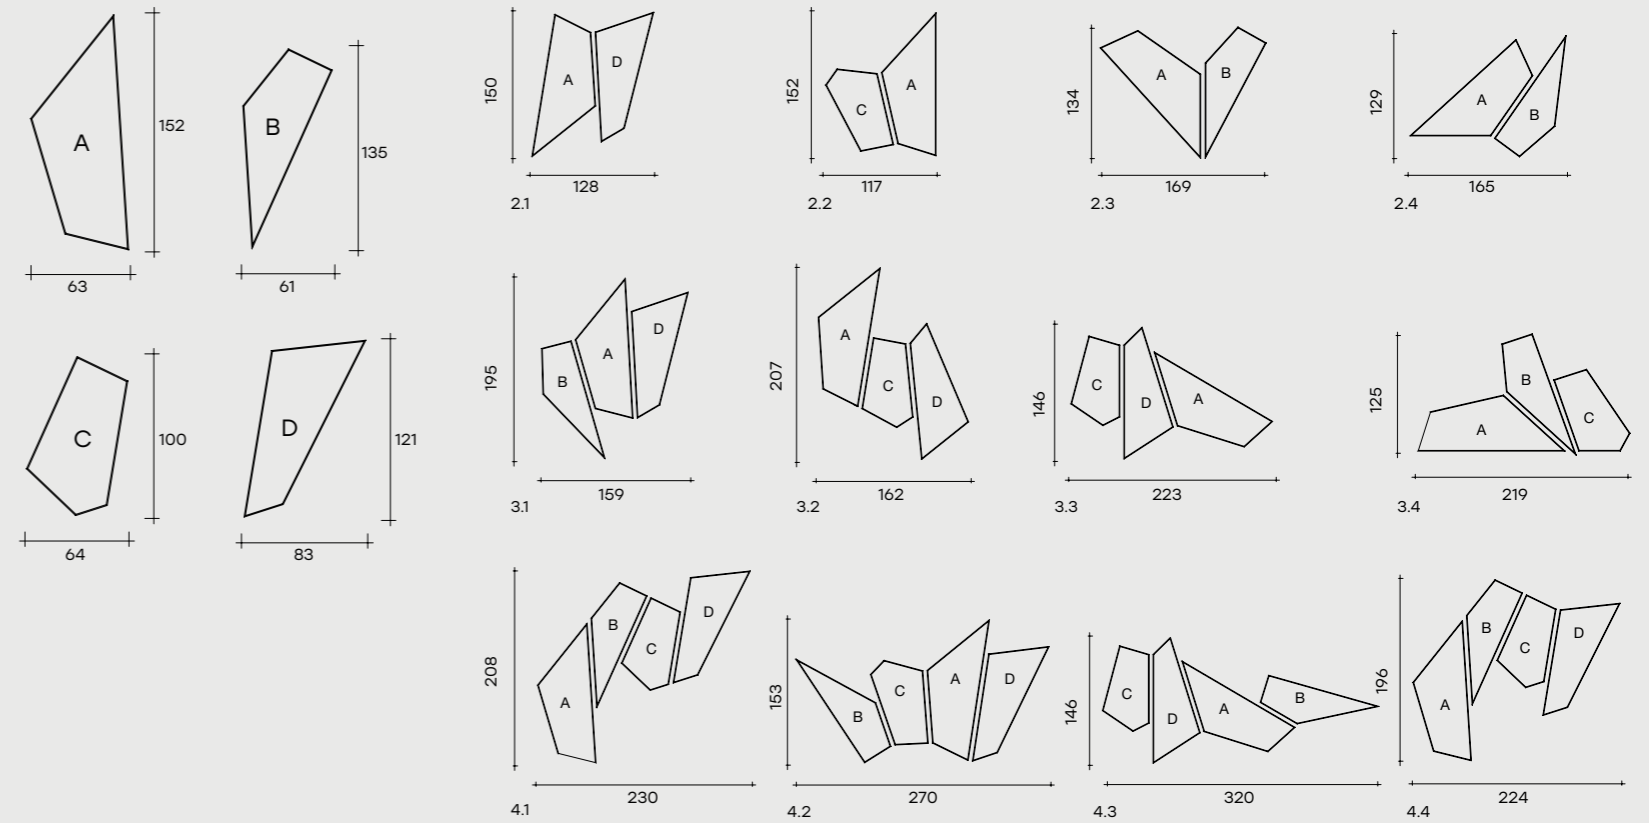 A
152
63
B
135
61
C
100
64
D
121
83
150
A
D
128
2.1
152
C
A
117
2.2
134
A
B
169
2.3
129
A
B
165
2.4
195
B
A
D
159
3.1
207
A
C
D
162
3.2
146
C
D
A
223
3.3
125
A
B
C
219
3.4
208
A
B
C
D
230
4.1
153
B
C
A
D
270
4.2
146
C
D
A
B
320
4.3
196
A
B
C
D
224
4.4